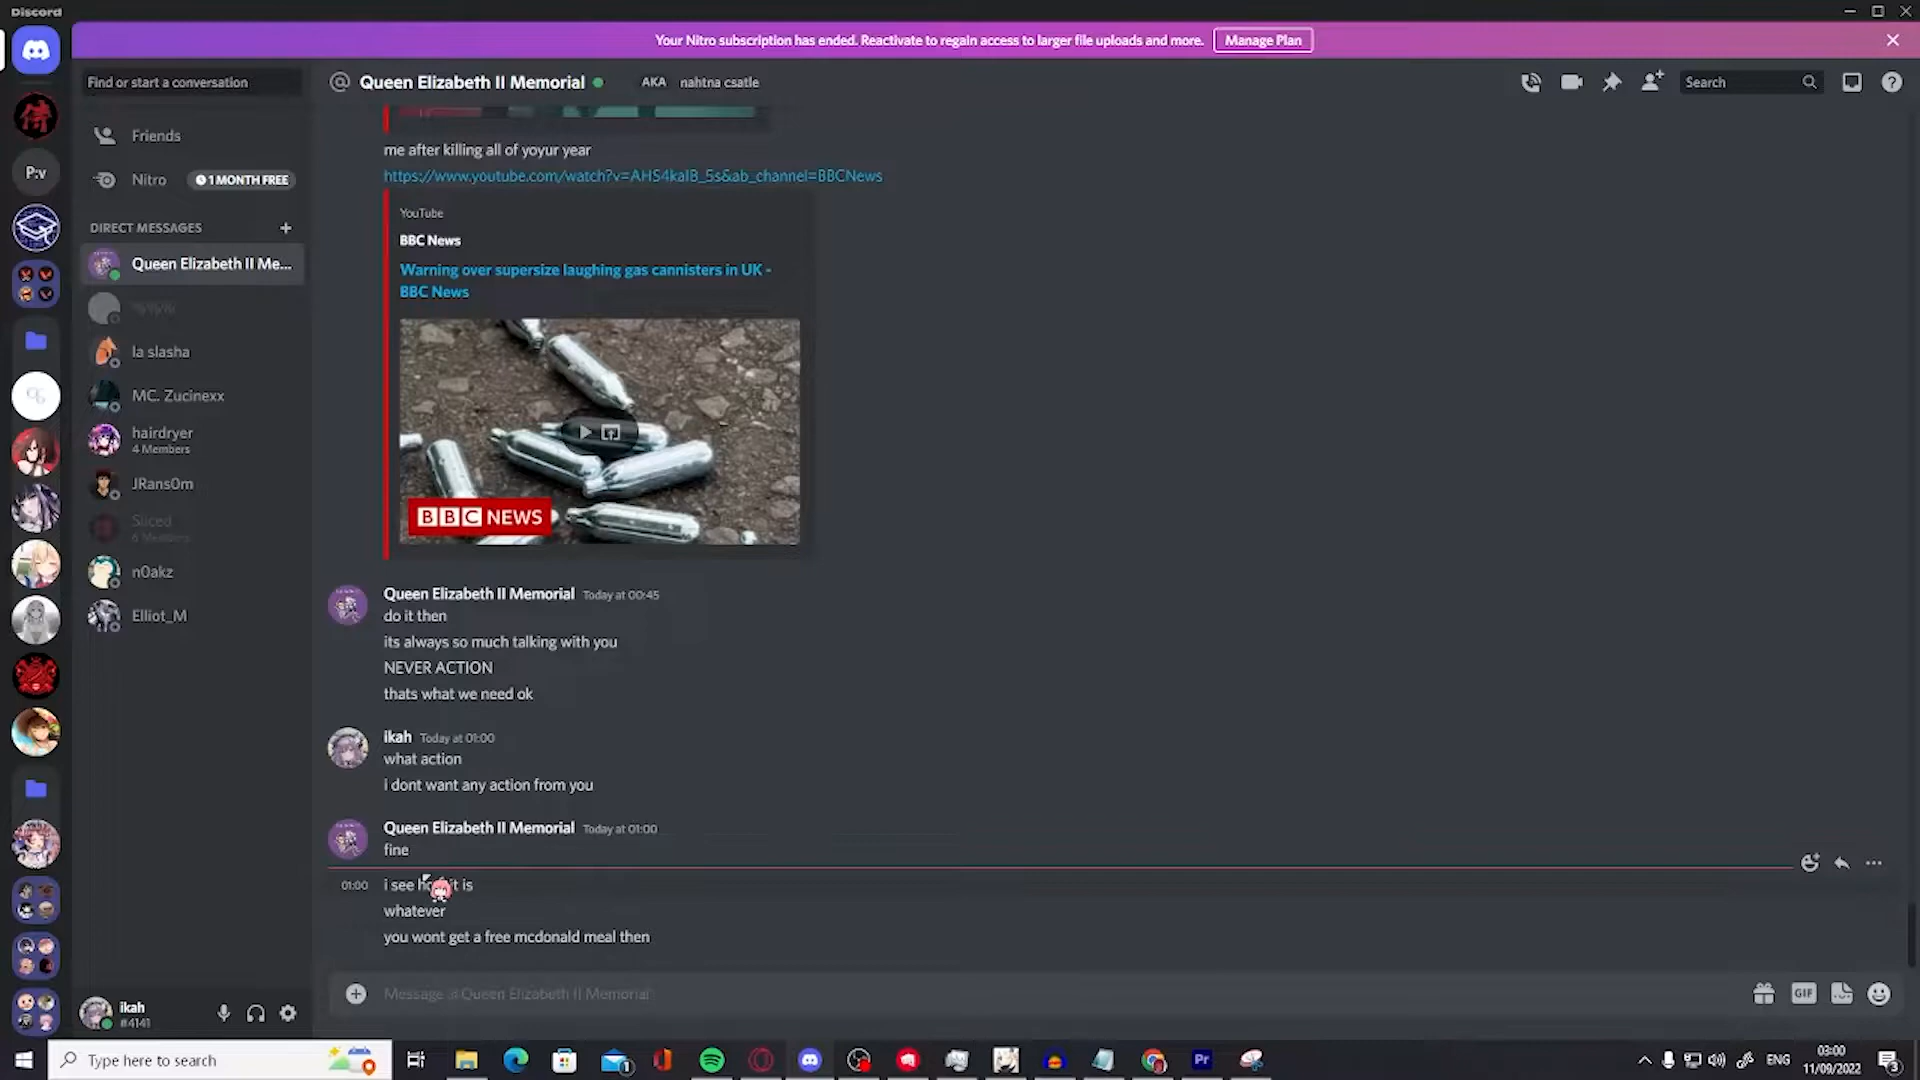 Discord
Your Nitro subscription has ended. Reactivate to regain access to larger file uploads and more.
Manage Plan
Find or start a conversation
Queen Elizabeth II Memorial
AKA nahtna csatle
Search
Friends
Nitro
1 MONTH FREE
DIRECT MESSAGES
Queen Elizabeth II Me...
la slasha
MC. Zucinexx
hairdryer
4 Members
JRans0m
Sliced
6 Members
n0akz
Elliot_M
P:v
me after killing all of yoyur year
https://www.youtube.com/watch?v=AHS4kaIB_5s&ab_channel=BBCNews
YouTube
BBC News
Warning over supersize laughing gas cannisters in UK -
BBC News
BBC NEWS
Queen Elizabeth II Memorial Today at 00:45
do it then
its always so much talking with you
NEVER ACTION
thats what we need ok
ikah Today at 01:00
what action
i dont want any action from you
Queen Elizabeth II Memorial Today at 01:00
fine
01:00 i see it is
whatever
you wont get a free mcdonald meal then
Message @Queen Elizabeth II Memorial
GIF
ikah
#4141
Type here to search
1
Pr
ENG
03:00
11/09/2022
3